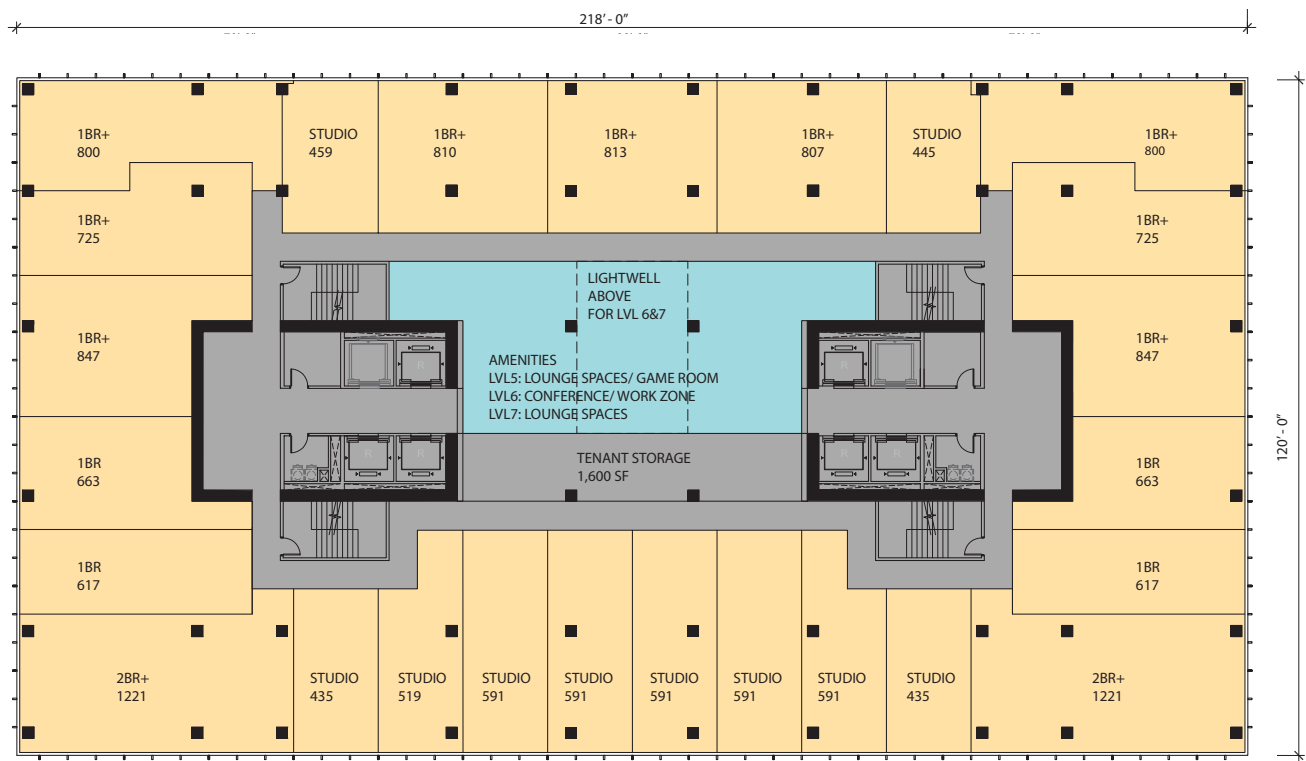 218' - 0"
1BR+
800
STUDIO
459
1BR+
810
1BR+
813
1BR+
807
STUDIO
445
1BR+
800
1BR+
725
1BR+
725
LIGHTWELL
ABOVE
FOR LVL 6&7
1BR+
847
1BR+
847
R
R
AMENITIES
LVL5: LOUNGE SPACES/ GAME ROOM
LVL6: CONFERENCE/ WORK ZONE
LVL7: LOUNGE SPACES
120' - 0"
1BR
663
R
R
TENANT STORAGE
1,600 SF
R
R
1BR
663
1BR
617
1BR
617
2BR+
1221
STUDIO
435
STUDIO
519
STUDIO
591
STUDIO
591
STUDIO
591
STUDIO
591
STUDIO
591
STUDIO
435
2BR+
1221